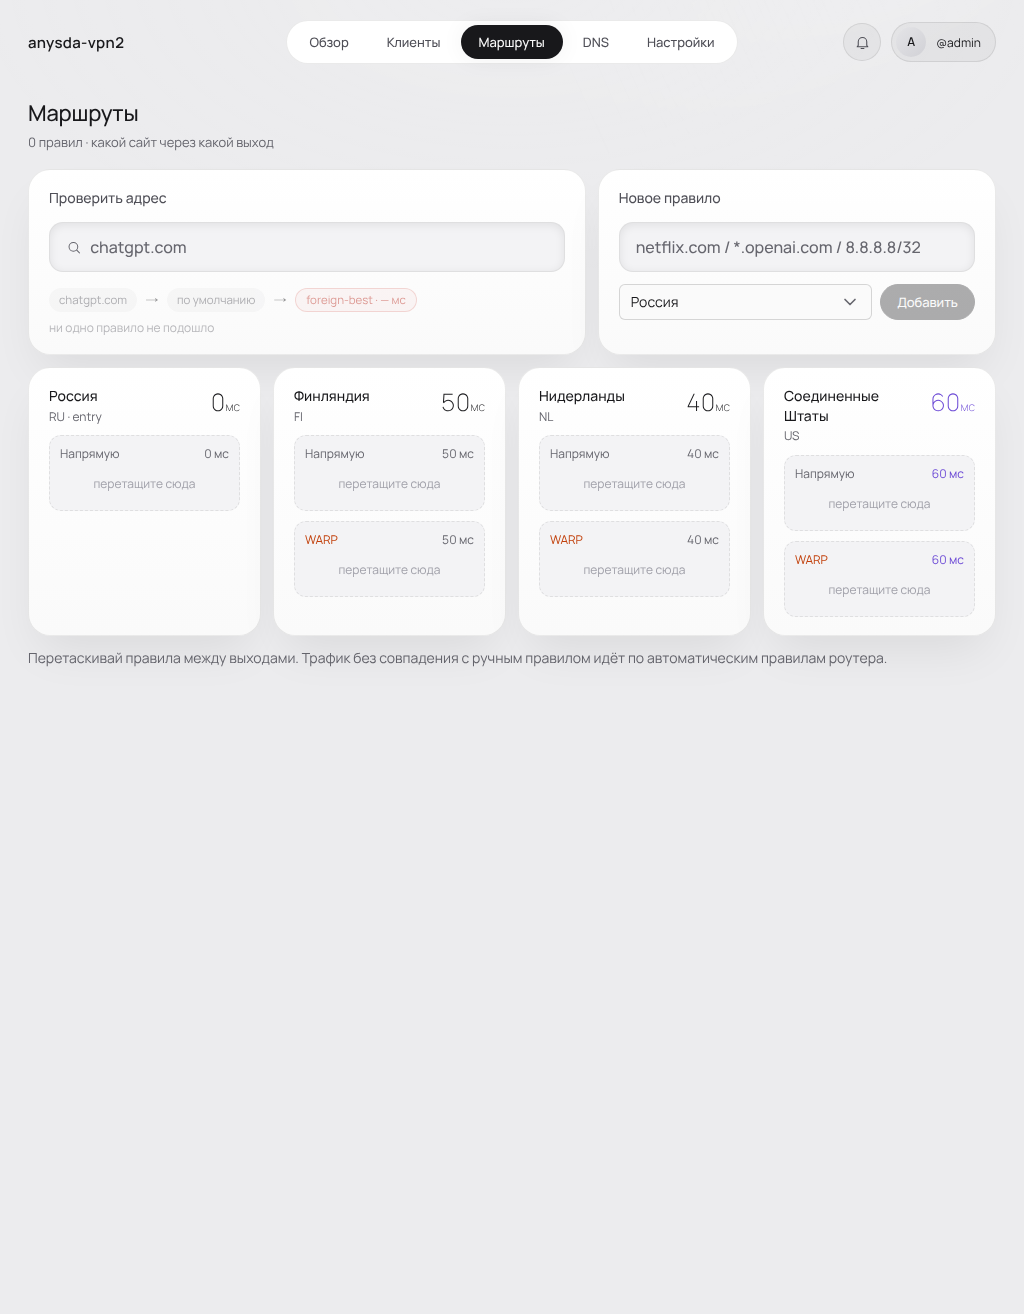 anysda-vpn2
Обзор
Клиенты
Маршруты
DNS
Настройки
A
@admin
Маршруты
0 правил · какой сайт через какой выход
Проверить адрес
chatgpt.com
chatgpt.com → по умолчанию → foreign-best · — мс
ни одно правило не подошло
Новое правило
netflix.com / *.openai.com / 8.8.8.8/32
Россия
Добавить
Россия
0мс
RU · entry
Напрямую 0 мс
перетащите сюда
Финляндия
50мс
FI
Напрямую 50 мс
перетащите сюда
WARP 50 мс
перетащите сюда
Нидерланды
40мс
NL
Напрямую 40 мс
перетащите сюда
WARP 40 мс
перетащите сюда
Соединенные
Штаты
60мс
US
Напрямую 60 мс
перетащите сюда
WARP 60 мс
перетащите сюда
Перетаскивай правила между выходами. Трафик без совпадения с ручным правилом идёт по автоматическим правилам роутера.